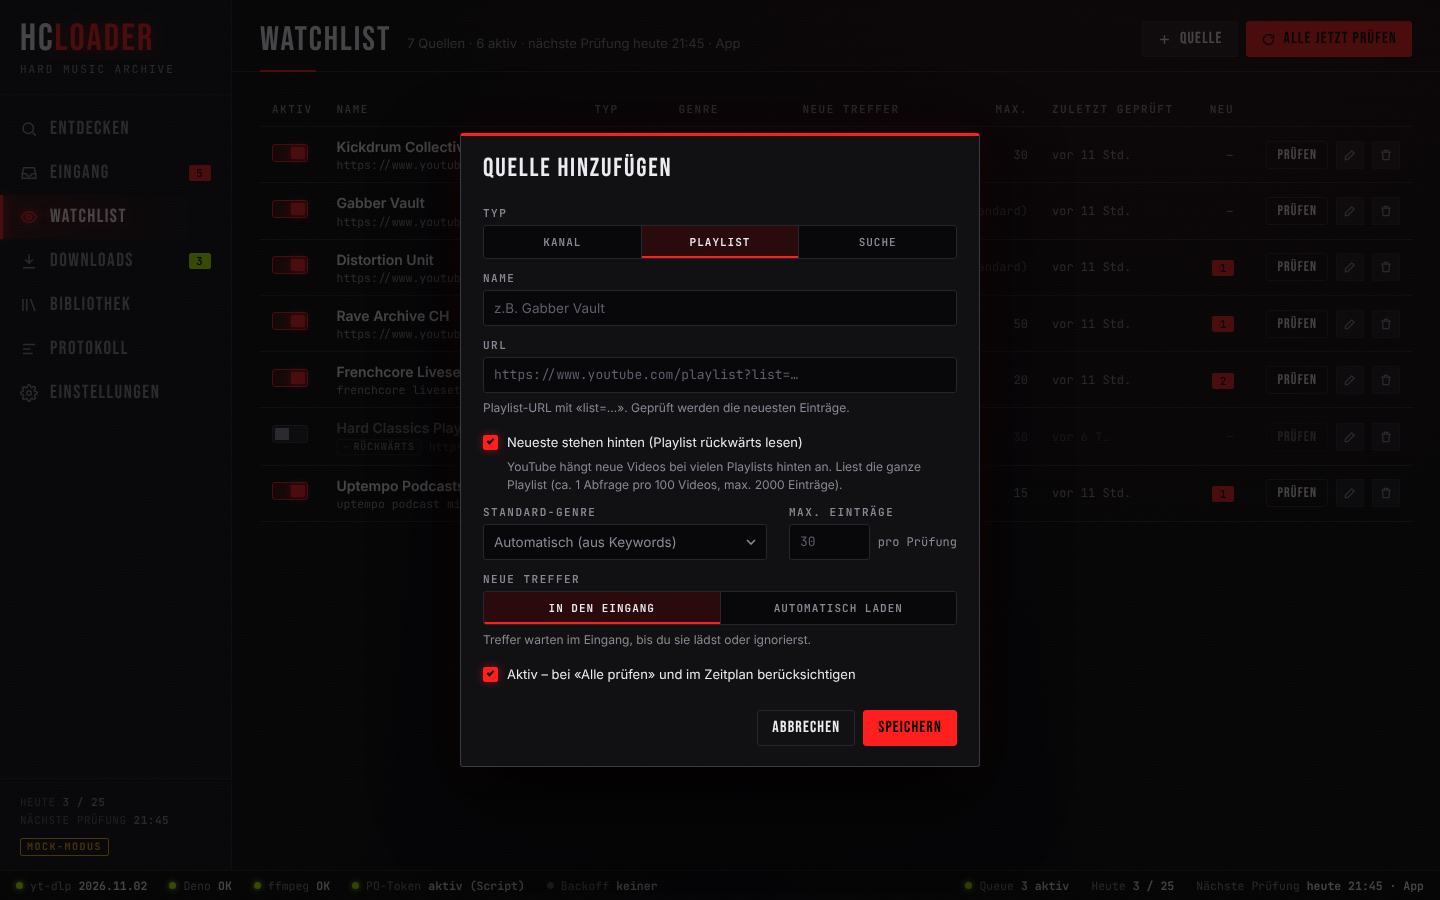 HCLOADER
HARD MUSIC ARCHIVE
ENTDECKEN
EINGANG 5
WATCHLIST
DOWNLOADS 3
BIBLIOTHEK
PROTOKOLL
EINSTELLUNGEN
HEUTE 3 / 25
NÄCHSTE PRÜFUNG 21:45
MOCK-MODUS
WATCHLIST 7 Quellen · 6 aktiv · nächste Prüfung heute 21:45 · App
+ QUELLE
ALLE JETZT PRÜFEN
AKTIV NAME TYP GENRE NEUE TREFFER MAX. ZULETZT GEPRÜFT NEU
Kickdrum Collectiv 30 vor 11 Std. – PRÜFEN
https://www.youtub
Gabber Vault vor 11 Std. – PRÜFEN
https://www.youtub
Distortion Unit vor 11 Std. 1 PRÜFEN
https://www.youtub
Rave Archive CH 50 vor 11 Std. 1 PRÜFEN
https://www.youtub
Frenchcore Livese 20 vor 11 Std. 2 PRÜFEN
frenchcore liveset
Hard Classics Play 30 vor 6 T. – PRÜFEN
RÜCKWÄRTS http
Uptempo Podcasts 15 vor 11 Std. 1 PRÜFEN
uptempo podcast mi
QUELLE HINZUFÜGEN
TYP
KANAL PLAYLIST SUCHE
NAME
z.B. Gabber Vault
URL
https://www.youtube.com/playlist?list=…
Playlist-URL mit «list=…». Geprüft werden die neuesten Einträge.
Neueste stehen hinten (Playlist rückwärts lesen)
YouTube hängt neue Videos bei vielen Playlists hinten an. Liest die ganze
Playlist (ca. 1 Abfrage pro 100 Videos, max. 2000 Einträge).
STANDARD-GENRE MAX. EINTRÄGE
Automatisch (aus Keywords) 30 pro Prüfung
NEUE TREFFER
IN DEN EINGANG AUTOMATISCH LADEN
Treffer warten im Eingang, bis du sie lädst oder ignorierst.
Aktiv – bei «Alle prüfen» und im Zeitplan berücksichtigen
ABBRECHEN SPEICHERN
yt-dlp 2026.11.02 Deno OK ffmpeg OK PO-Token aktiv (Script) Backoff keiner Queue 3 aktiv Heute 3 / 25 Nächste Prüfung heute 21:45 · App